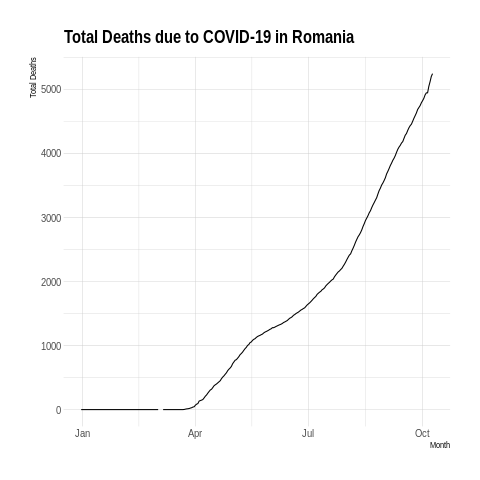 Total Deaths due to COVID-19 in Romania
Total Deaths
5000
4000
3000
2000
1000
0
Jan Apr Jul Oct
Month